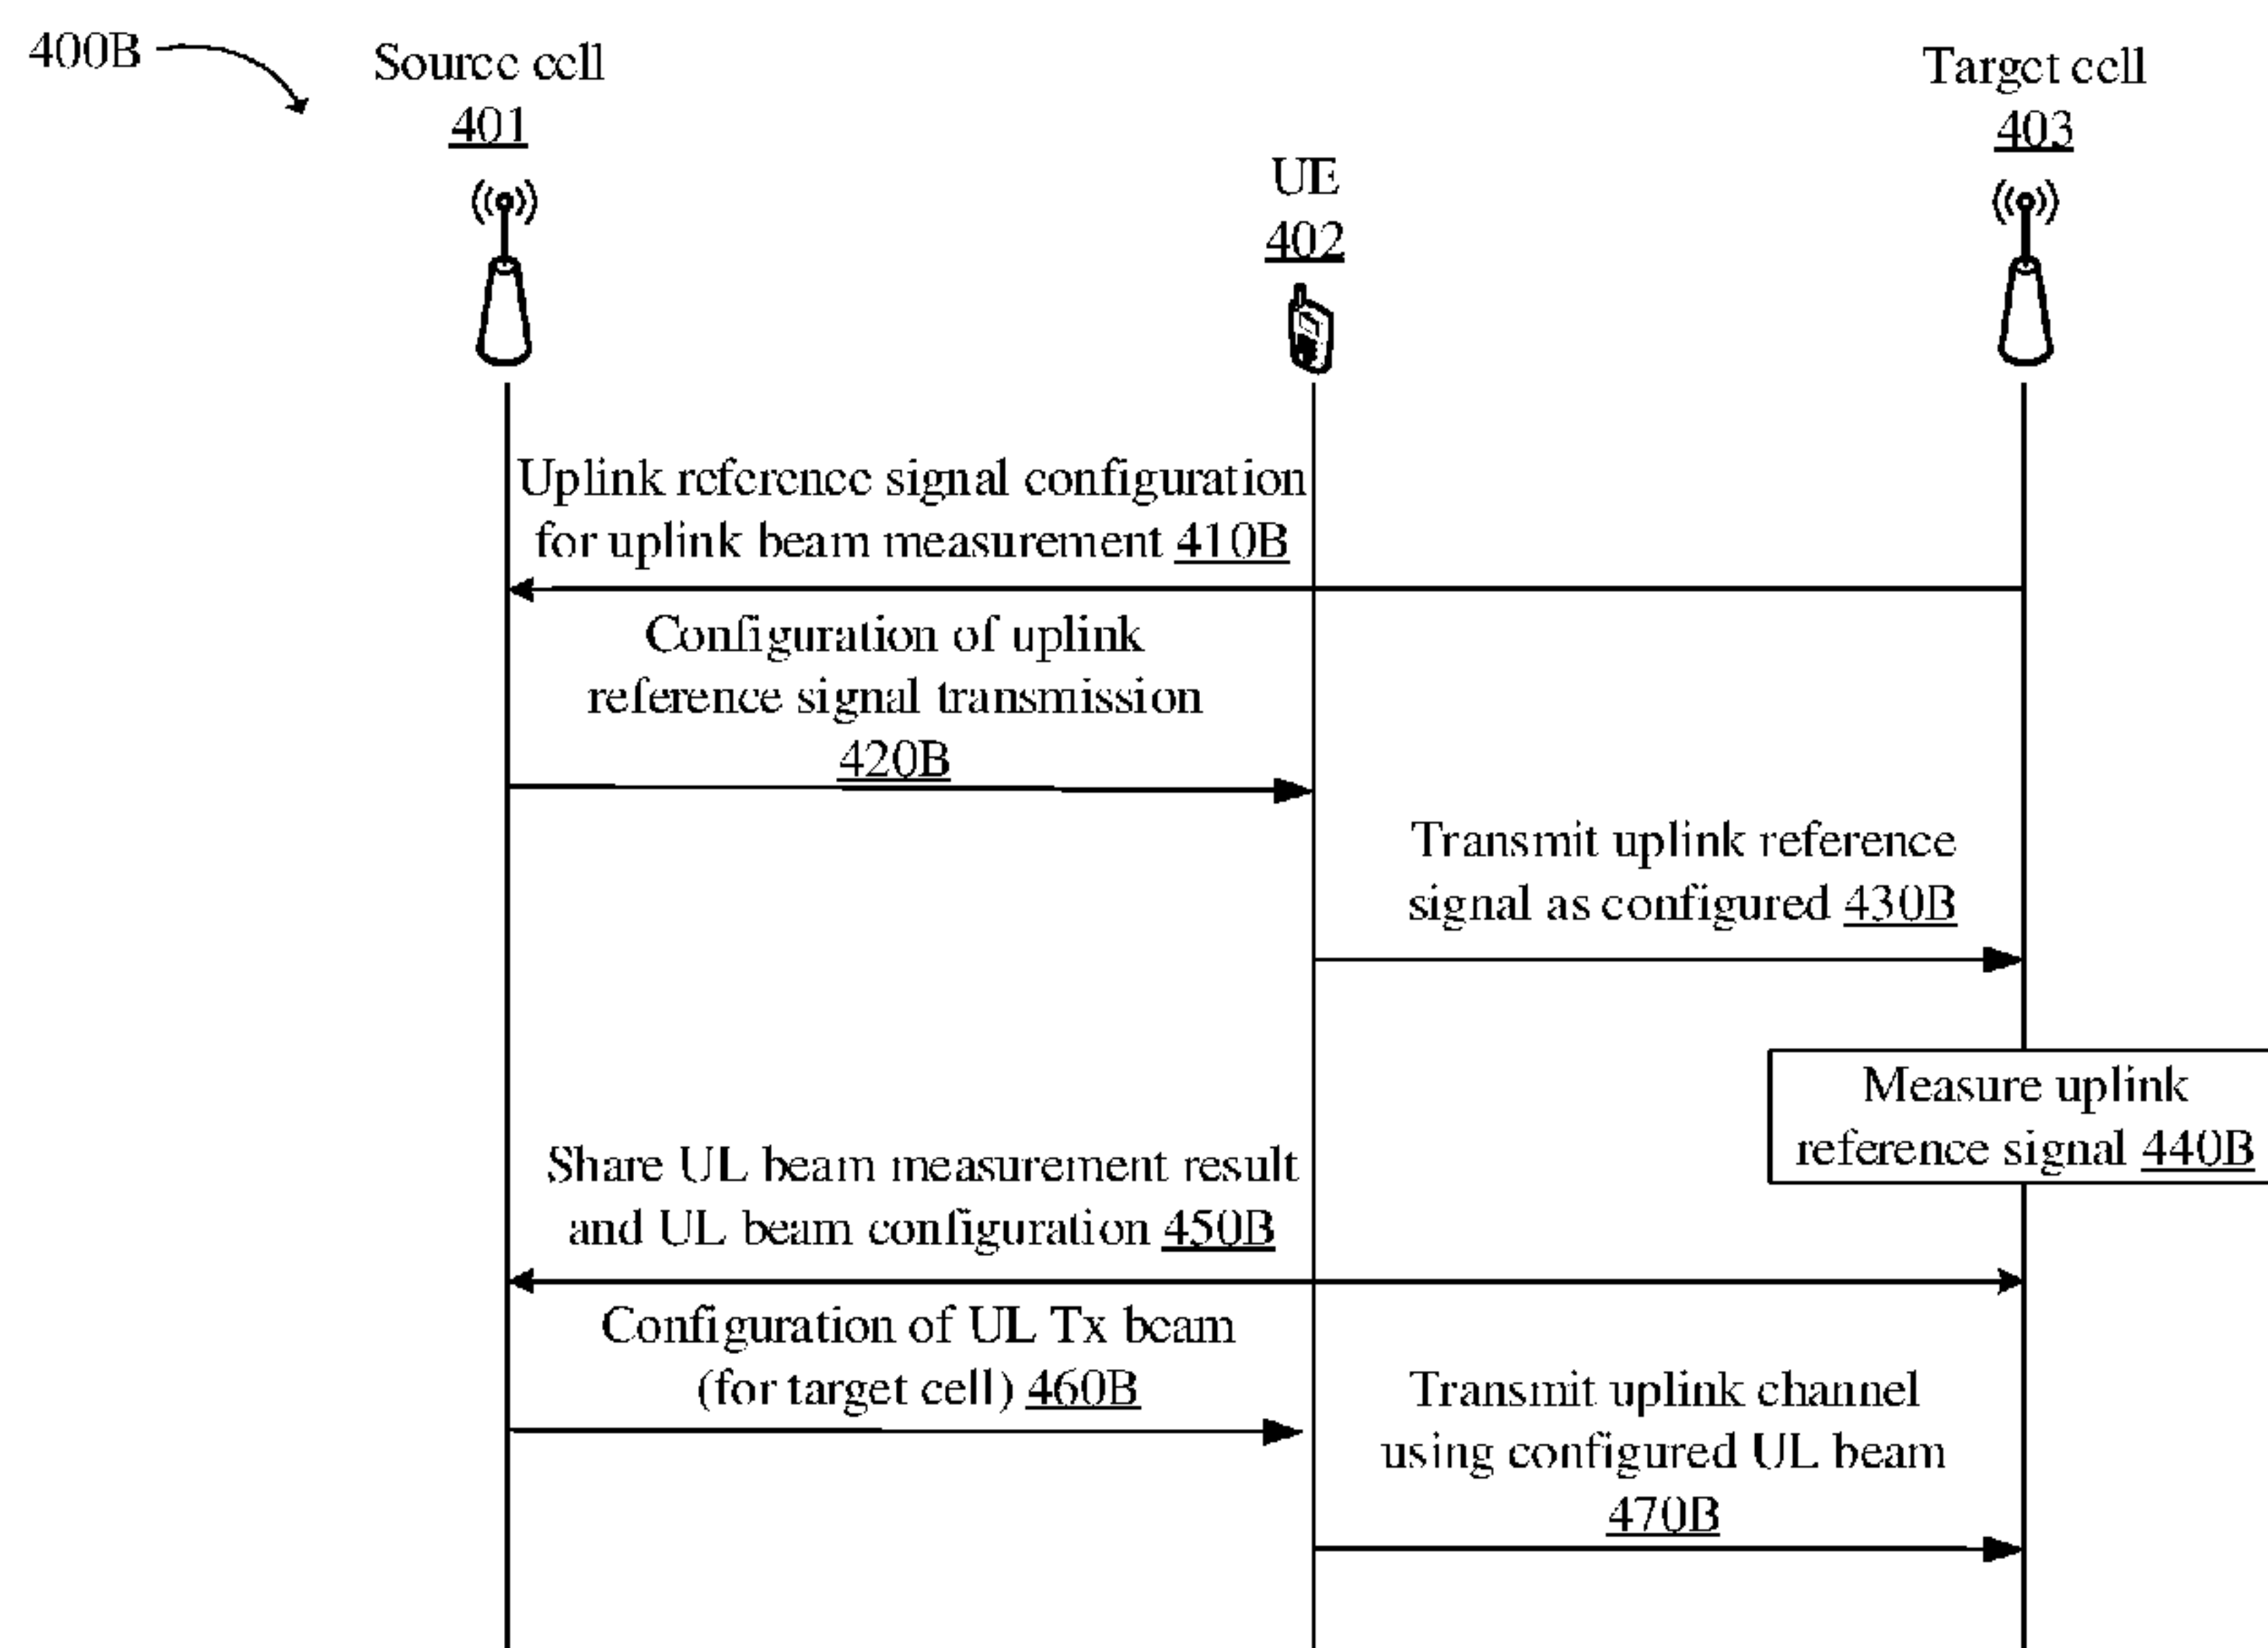 400B
Source cell
401
Target cell
403
UE
402
Uplink reference signal configuration
for uplink beam measurement 410B
Configuration of uplink
reference signal transmission
420B
Transmit uplink reference
signal as configured 430B
Measure uplink
reference signal 440B
Share UL beam measurement result
and UL beam configuration 450B
Configuration of UL Tx beam
(for target cell) 460B
Transmit uplink channel
using configured UL beam
470B